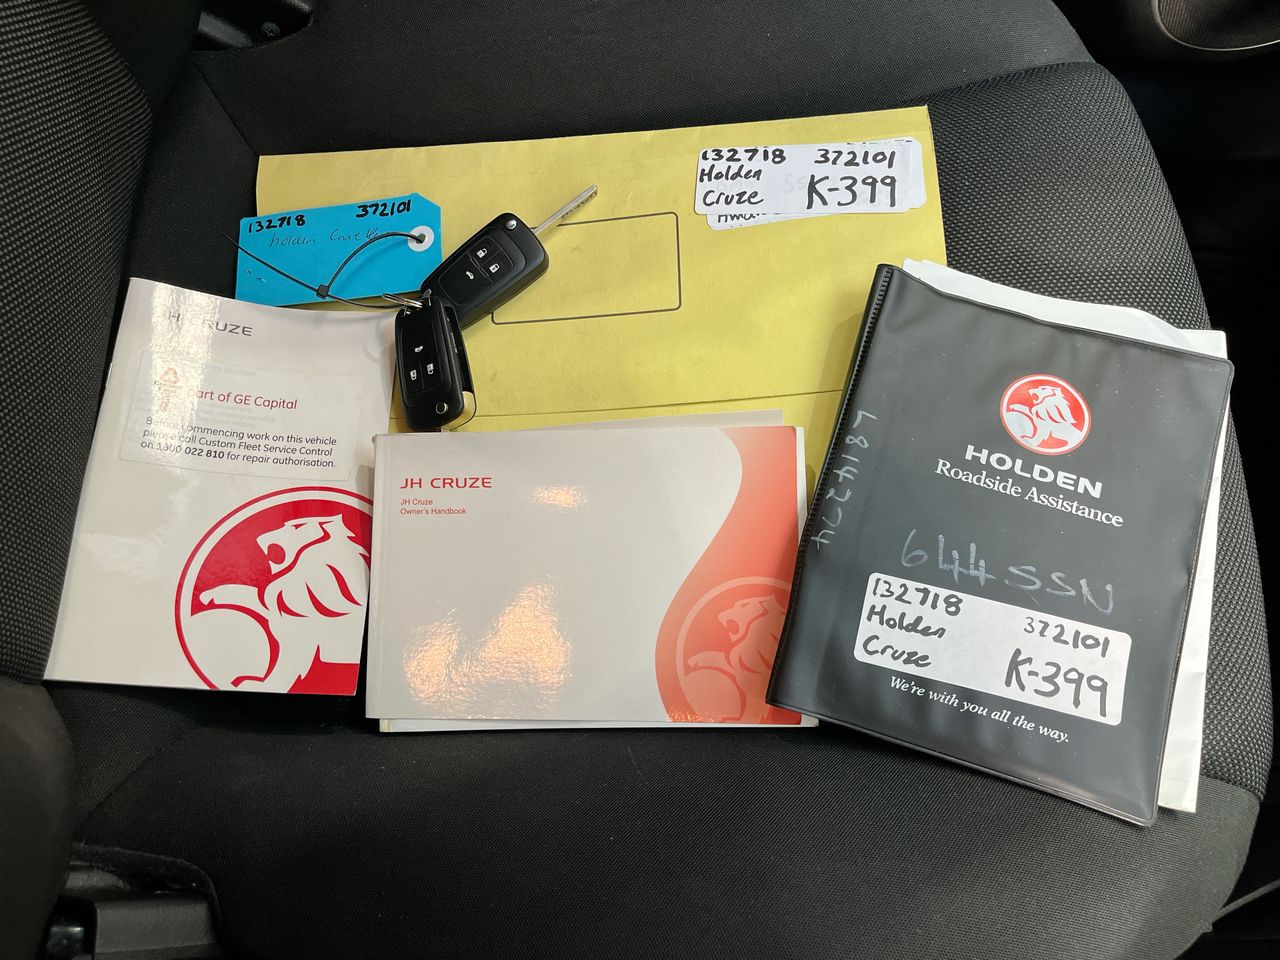 132718 372101
Holden
Cruze K-399
132718 372101
Holden
JH CRUZE
Part of GE Capital
Before commencing work on this vehicle
please call Custom Fleet Service Control
on 1300 022 810 for repair authorisation.
JH CRUZE
JH Cruze
Owner's Handbook
HOLDEN
Roadside Assistance
644 SSN
132718 372101
Holden
Cruze K-399
We're with you all the way.